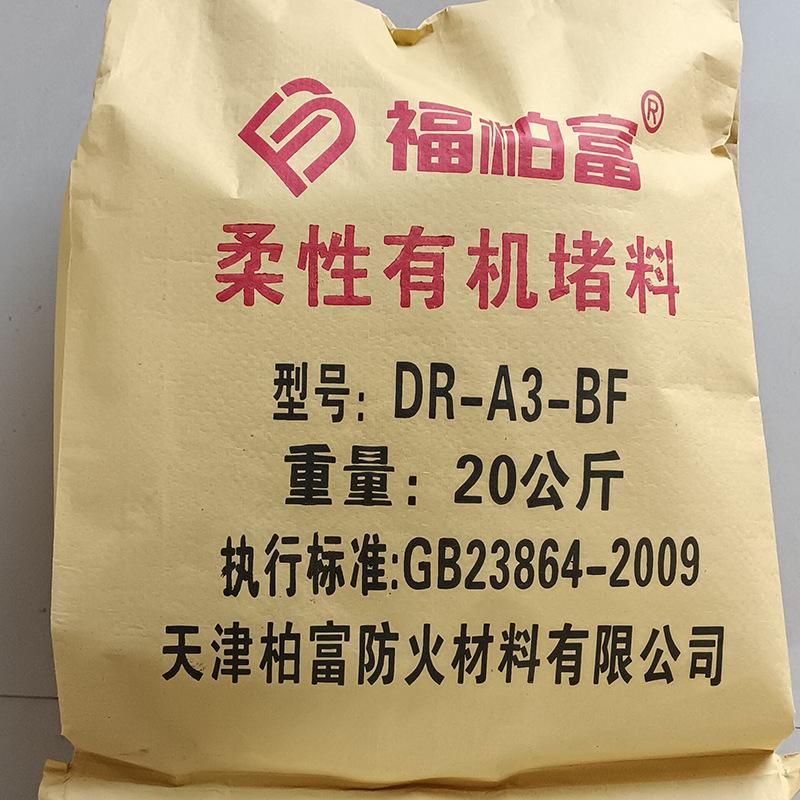 福柏富®
柔性有机堵料
型号：DR-A3-BF
重量：20公斤
执行标准:GB23864-2009
天津柏富防火材料有限公司